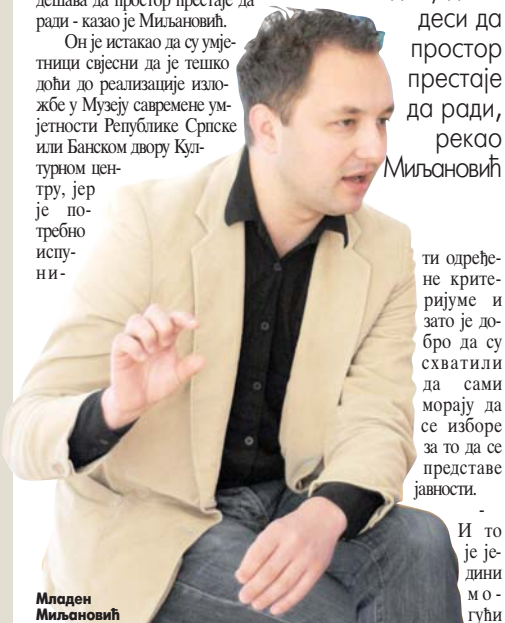 дешава да простор престаје да
ради - казао је Миљановић.
Он је истакао да су умје-
тници свјесни да је тешко
доћи до реализације изло-
жбе у Музеју савремене ум-
јетности Републике Српске
или Банском двору Кул-
турном цен-
тру, јер
је по-
требно
испу-
ни-
ти одређе-
не крите-
ријуме и
зато је до-
бро да су
схватили
да сами
морају да
се изборе
за то да се
представе
јавности.
-
И то
је је-
дини
мо-
гући
деси да
простор
престаје
да ради,
рекао
Миљановић
Младен
Миљановић